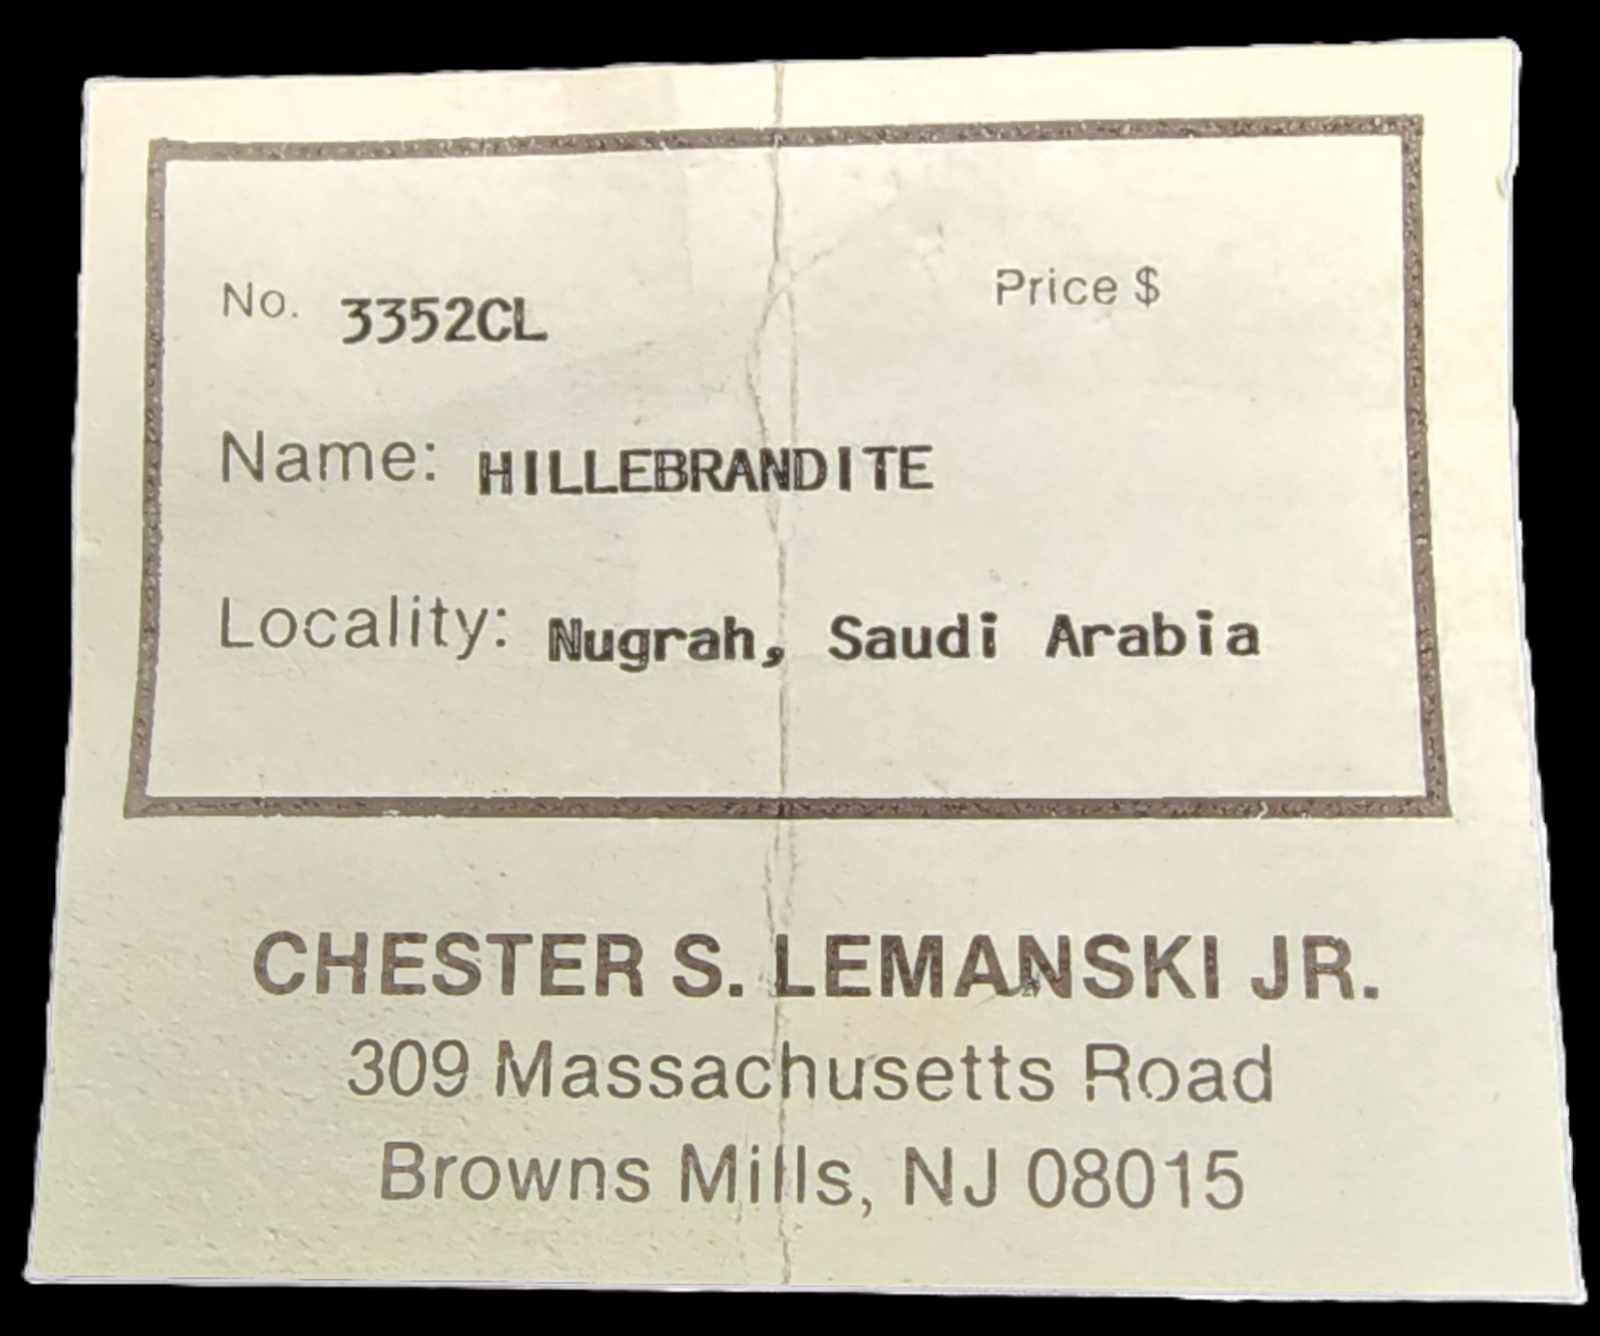 No. 3352CL Price $
Name: HILLEBRANDITE
Locality: Nugrah, Saudi Arabia
CHESTER S. LEMANSKI JR.
309 Massachusetts Road
Browns Mills, NJ 08015